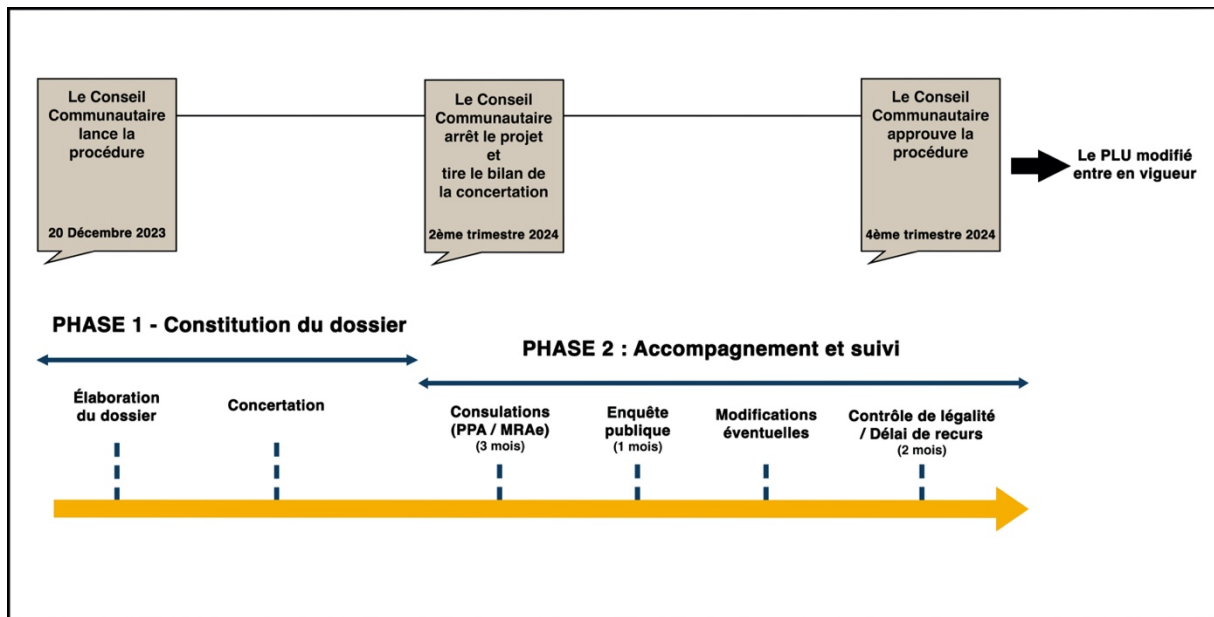 Le Conseil
Communautaire
lance la
procédure
20 Décembre 2023
Le Conseil
Communautaire
arrêt le projet
et
tire le bilan de
la concertation
2ème trimestre 2024
Le Conseil
Communautaire
approuve la
procédure
4ème trimestre 2024
Le PLU modifié
entre en vigueur
PHASE 1 - Constitution du dossier
PHASE 2 : Accompagnement et suivi
Élaboration
du dossier
Concertation
Consulations
(PPA / MRAe)
(3 mois)
Enquête
publique
(1 mois)
Modifications
éventuelles
Contrôle de légalité
/ Délai de recurs
(2 mois)